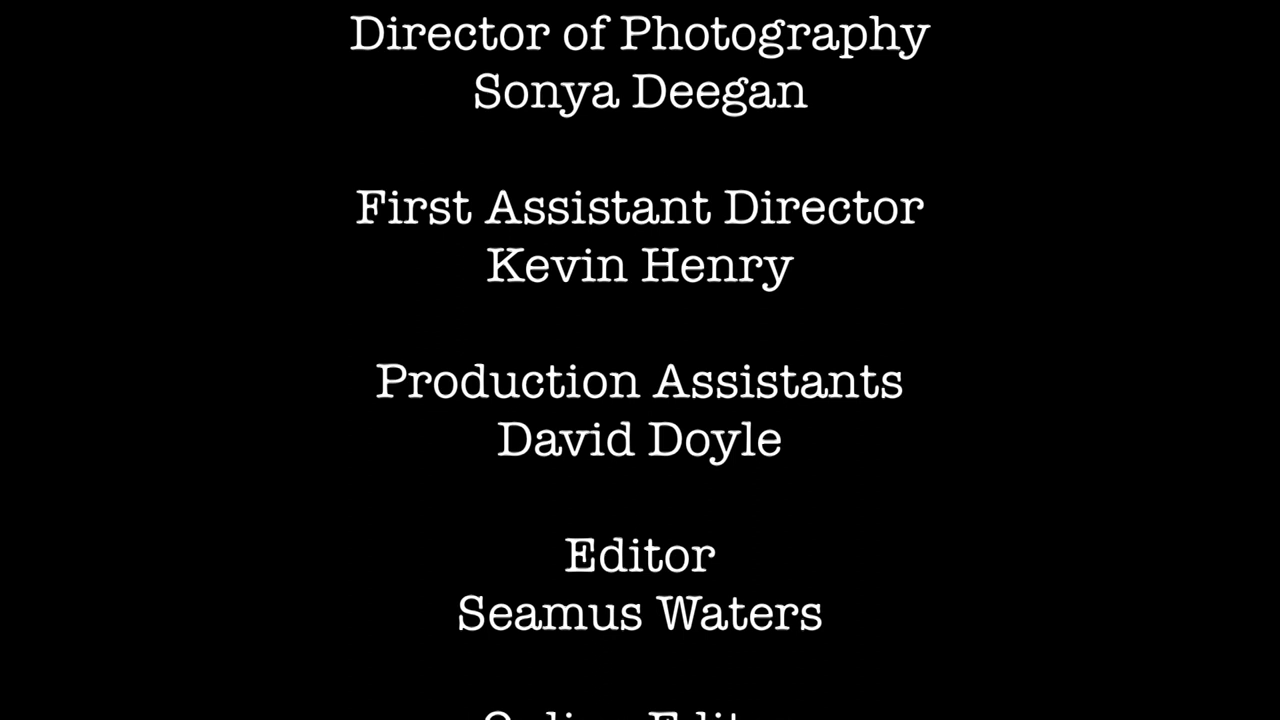 Director of Photography
Sonya Deegan
First Assistant Director
Kevin Henry
Production Assistants
David Doyle
Editor
Seamus Waters